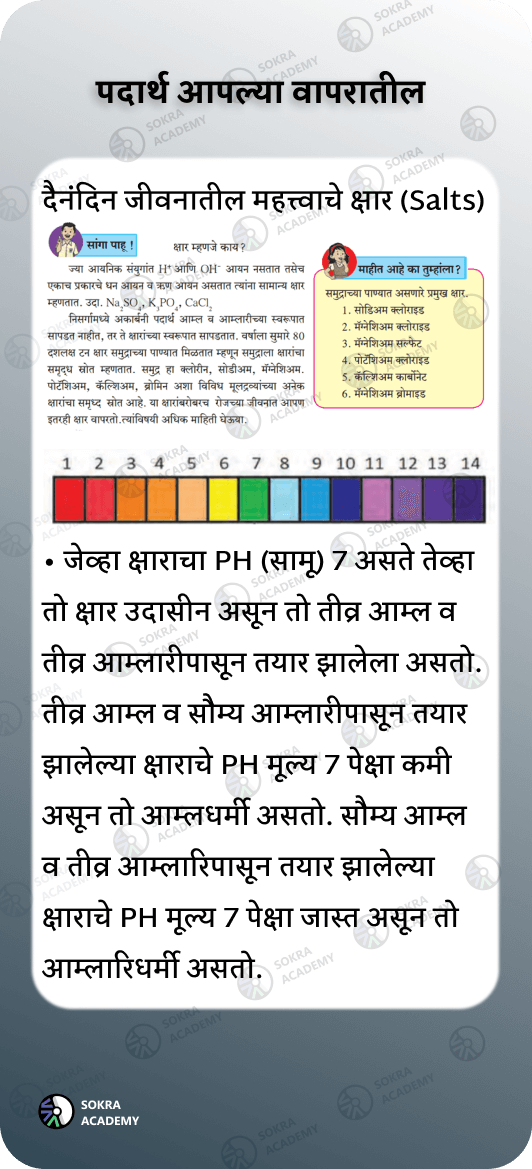 पदार्थ आपल्या वापरातील
दैनंदिन जीवनातील महत्त्वाचे क्षार (Salts)
सांगा पाहू !
क्षार म्हणजे काय?
ज्या आयनिक संयुगांत H⁺ आणि OH⁻ आयन नसतात तसेच
एकाच प्रकारचे धन आयन व ऋण आयन असतात त्यांना सामान्य क्षार
म्हणतात. उदा. Na₂SO₄, K₃PO₄, CaCl₂
निसर्गामध्ये अकार्बनी पदार्थ आम्ल व आम्लारीच्या स्वरूपात
सापडत नाहीत, तर ते क्षारांच्या स्वरूपात सापडतात. वर्षाला सुमारे 80
दशलक्ष टन क्षार समुद्राच्या पाण्यात मिळतात म्हणून समुद्राला क्षारांचा
समृद्ध स्रोत म्हणतात. समुद्र हा क्लोरीन, सोडीअम, मॅग्नेशिअम.
पोटॅशिअम, कॅल्शिअम, ब्रोमिन अशा विविध मूलद्रव्यांच्या अनेक
क्षारांचा समृध्द स्रोत आहे. या क्षारांबरोबरच रोजच्या जीवनात आपण
इतरही क्षार वापरतो.त्यांविषयी अधिक माहिती घेऊया.
माहीत आहे का तुम्हांला?
समुद्राच्या पाण्यात असणारे प्रमुख क्षार.
1. सोडिअम क्लोराइड
2. मॅग्नेशिअम क्लोराइड
3. मॅग्नेशिअम सल्फेट
4. पोटॅशिअम क्लोराइड
5. कॅल्शिअम कार्बोनेट
6. मॅग्नेशिअम ब्रोमाइड
1 2 3 4 5 6 7 8 9 10 11 12 13 14
• जेव्हा क्षाराचा PH (सामू) 7 असते तेव्हा
तो क्षार उदासीन असून तो तीव्र आम्ल व
तीव्र आम्लारीपासून तयार झालेला असतो.
तीव्र आम्ल व सौम्य आम्लारीपासून तयार
झालेल्या क्षाराचे PH मूल्य 7 पेक्षा कमी
असून तो आम्लधर्मी असतो. सौम्य आम्ल
व तीव्र आम्लारिपासून तयार झालेल्या
क्षाराचे PH मूल्य 7 पेक्षा जास्त असून तो
आम्लारिधर्मी असतो.
SOKRA
ACADEMY